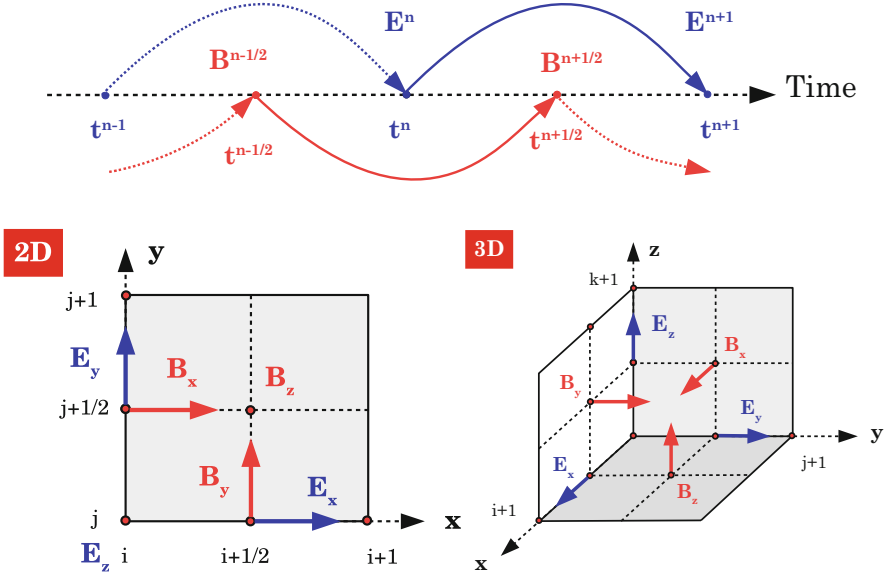 E^n E^{n+1}
B^{n-1/2} B^{n+1/2}
Time
t^{n-1} t^n t^{n+1}
t^{n-1/2} t^{n+1/2}
2D
y
j+1
E_y
B_x B_z
j+1/2
B_y E_x
j
x
E_z i i+1/2 i+1
3D
z
k+1
E_z
B_x
B_y
E_y
y
j+1
E_x
B_z
i+1
x